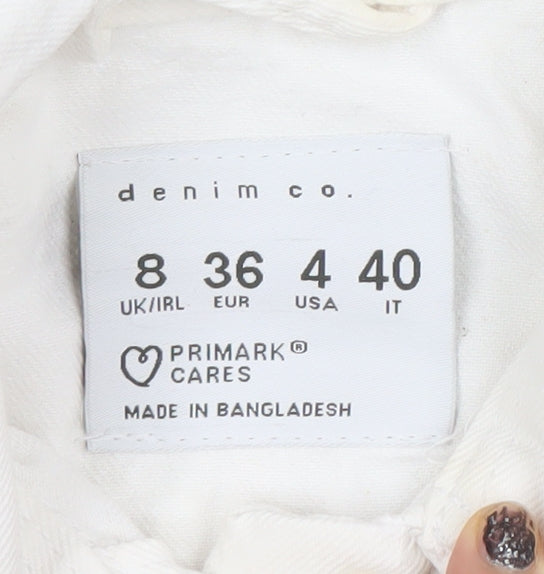 denim co.
8 36 4 40
UK/IRL EUR USA IT
PRIMARK®
CARES
MADE IN BANGLADESH